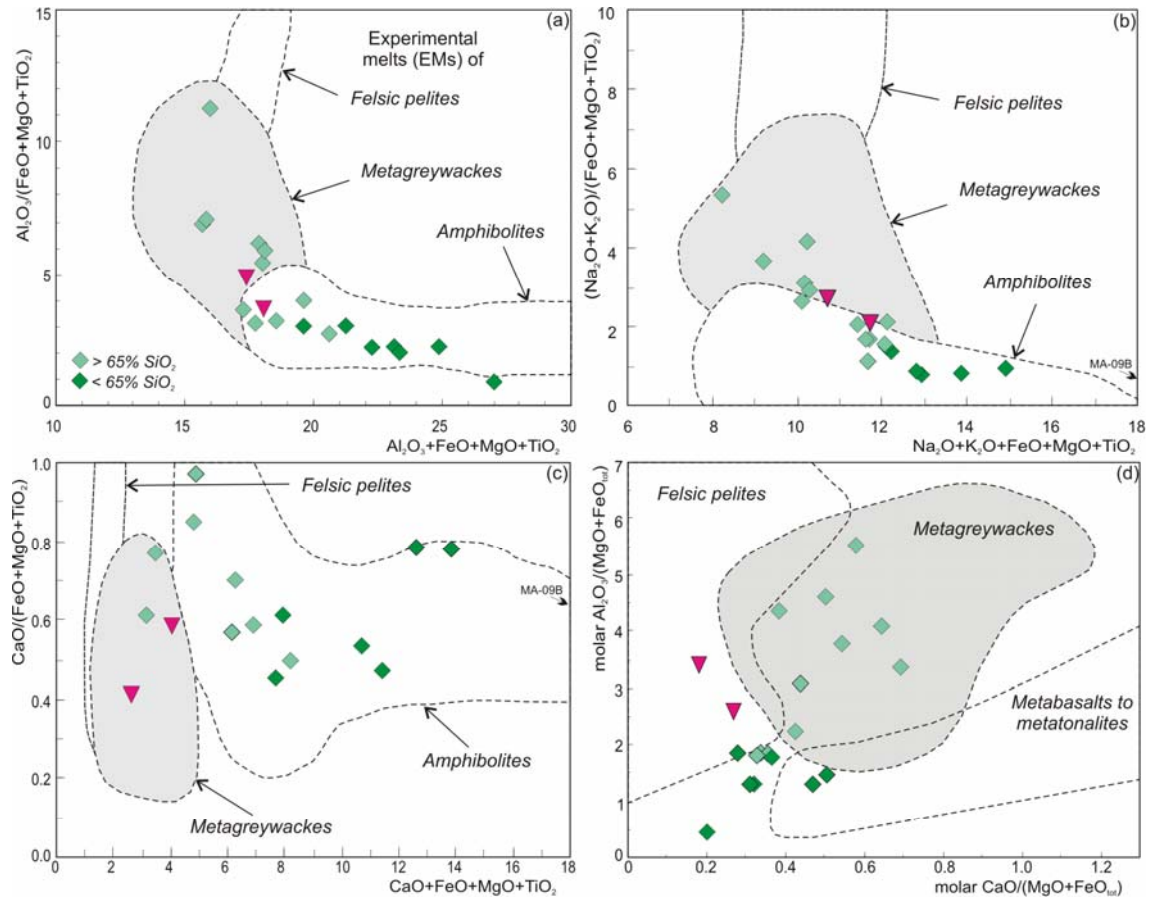 (a)
Al₂O₃/(FeO+MgO+TiO₂)
15
10
5
0
Experimental
melts (EMs) of
Felsic pelites
Metagreywackes
Amphibolites
> 65% SiO₂
< 65% SiO₂
10 15 20 25 30
Al₂O₃+FeO+MgO+TiO₂
(b)
(Na₂O+K₂O)/(FeO+MgO+TiO₂)
10
8
6
4
2
0
Felsic pelites
Metagreywackes
Amphibolites
MA-09B
6 8 10 12 14 16 18
Na₂O+K₂O+FeO+MgO+TiO₂
(c)
CaO/(FeO+MgO+TiO₂)
1.0
0.8
0.6
0.4
0.2
0.0
Felsic pelites
MA-09B
Amphibolites
Metagreywackes
0 2 4 6 8 10 12 14 16 18
CaO+FeO+MgO+TiO₂
(d)
molar Al₂O₃/(MgO+FeOₜₒₜ)
7
6
5
4
3
2
1
0
Felsic pelites
Metagreywackes
Metabasalts to
metatonalites
0.0 0.2 0.4 0.6 0.8 1.0 1.2
molar CaO/(MgO+FeOₜₒₜ)